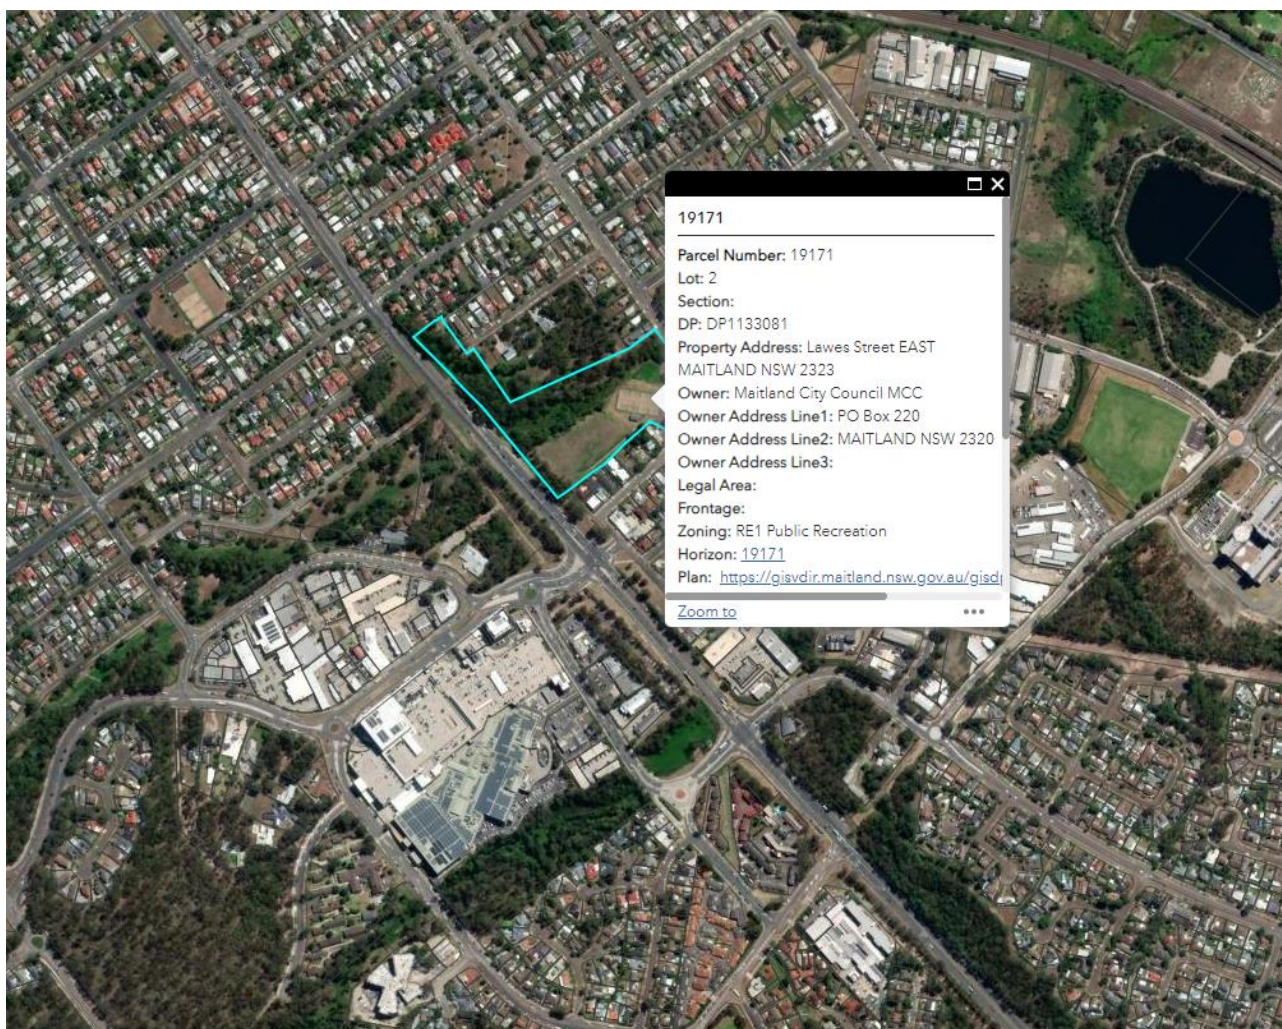 19171
Parcel Number: 19171
Lot: 2
Section:
DP: DP1133081
Property Address: Lawes Street EAST
MAITLAND NSW 2323
Owner: Maitland City Council MCC
Owner Address Line1: PO Box 220
Owner Address Line2: MAITLAND NSW 2320
Owner Address Line3:
Legal Area:
Frontage:
Zoning: RE1 Public Recreation
Horizon: 19171
Plan: https://gisvdir.maitland.nsw.gov.au/gisd
Zoom to